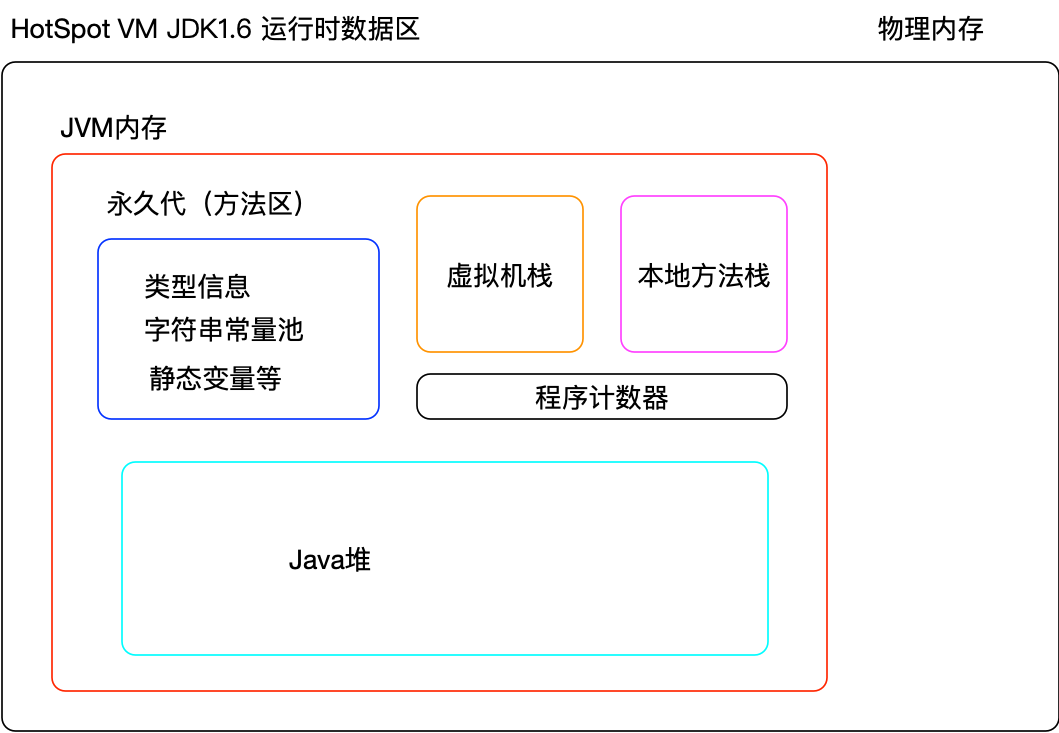 HotSpot VM JDK1.6 运行时数据区
物理内存
JVM内存
永久代（方法区）
类型信息
字符串常量池
静态变量等
虚拟机栈
本地方法栈
程序计数器
Java堆